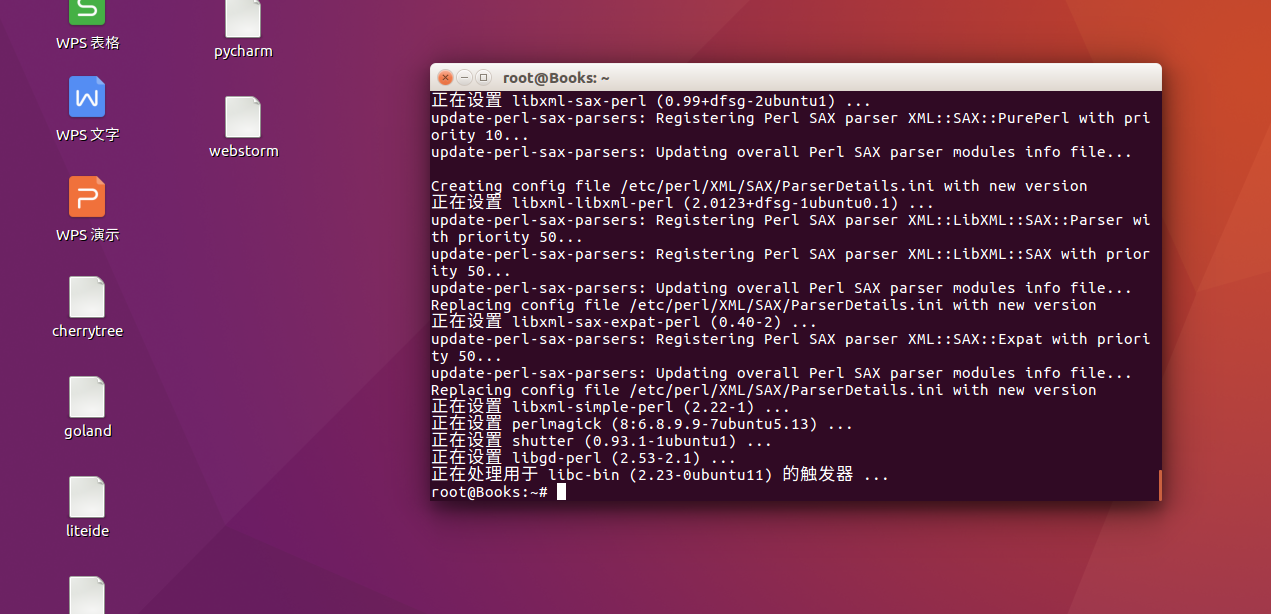 WPS 表格
pycharm
WPS 文字
webstorm
WPS 演示
cherrytree
goland
liteide
root@Books: ~
正在设置 libxml-sax-perl (0.99+dfsg-2ubuntu1) ...
update-perl-sax-parsers: Registering Perl SAX parser XML::SAX::PurePerl with pri
ority 10...
update-perl-sax-parsers: Updating overall Perl SAX parser modules info file...
Creating config file /etc/perl/XML/SAX/ParserDetails.ini with new version
正在设置 libxml-libxml-perl (2.0123+dfsg-1ubuntu0.1) ...
update-perl-sax-parsers: Registering Perl SAX parser XML::LibXML::SAX::Parser wi
th priority 50...
update-perl-sax-parsers: Registering Perl SAX parser XML::LibXML::SAX with prior
ity 50...
update-perl-sax-parsers: Updating overall Perl SAX parser modules info file...
Replacing config file /etc/perl/XML/SAX/ParserDetails.ini with new version
正在设置 libxml-sax-expat-perl (0.40-2) ...
update-perl-sax-parsers: Registering Perl SAX parser XML::SAX::Expat with priori
ty 50...
update-perl-sax-parsers: Updating overall Perl SAX parser modules info file...
Replacing config file /etc/perl/XML/SAX/ParserDetails.ini with new version
正在设置 libxml-simple-perl (2.22-1) ...
正在设置 perlmagick (8:6.8.9.9-7ubuntu5.13) ...
正在设置 shutter (0.93.1-1ubuntu1) ...
正在设置 libgd-perl (2.53-2.1) ...
正在处理用于 libc-bin (2.23-0ubuntu11) 的触发器 ...
root@Books:~#